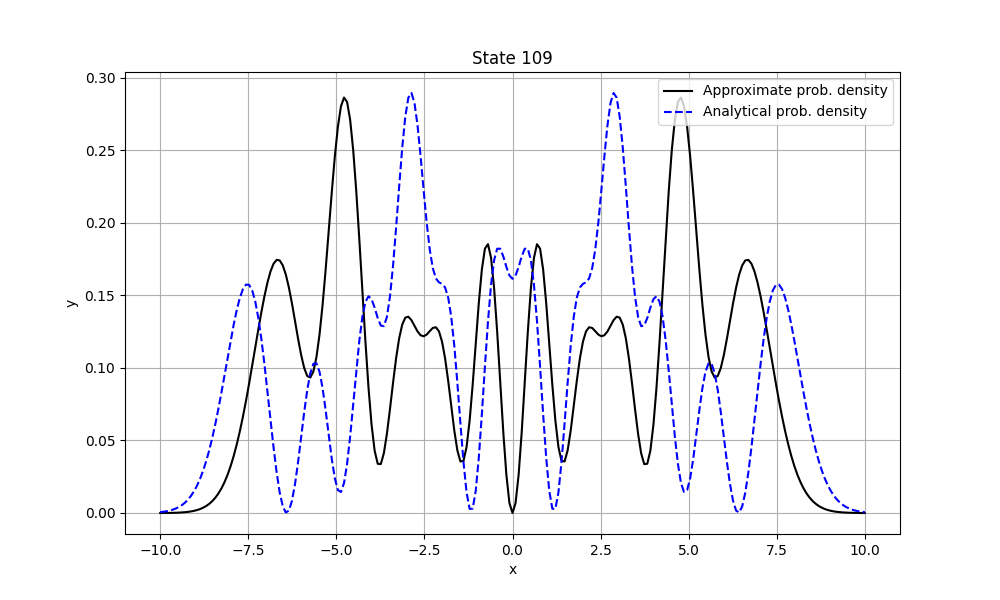 State 109
Approximate prob. density
Analytical prob. density
0.30
0.25
0.20
0.15
0.10
0.05
0.00
y
−10.0 −7.5 −5.0 −2.5 0.0 2.5 5.0 7.5 10.0
x